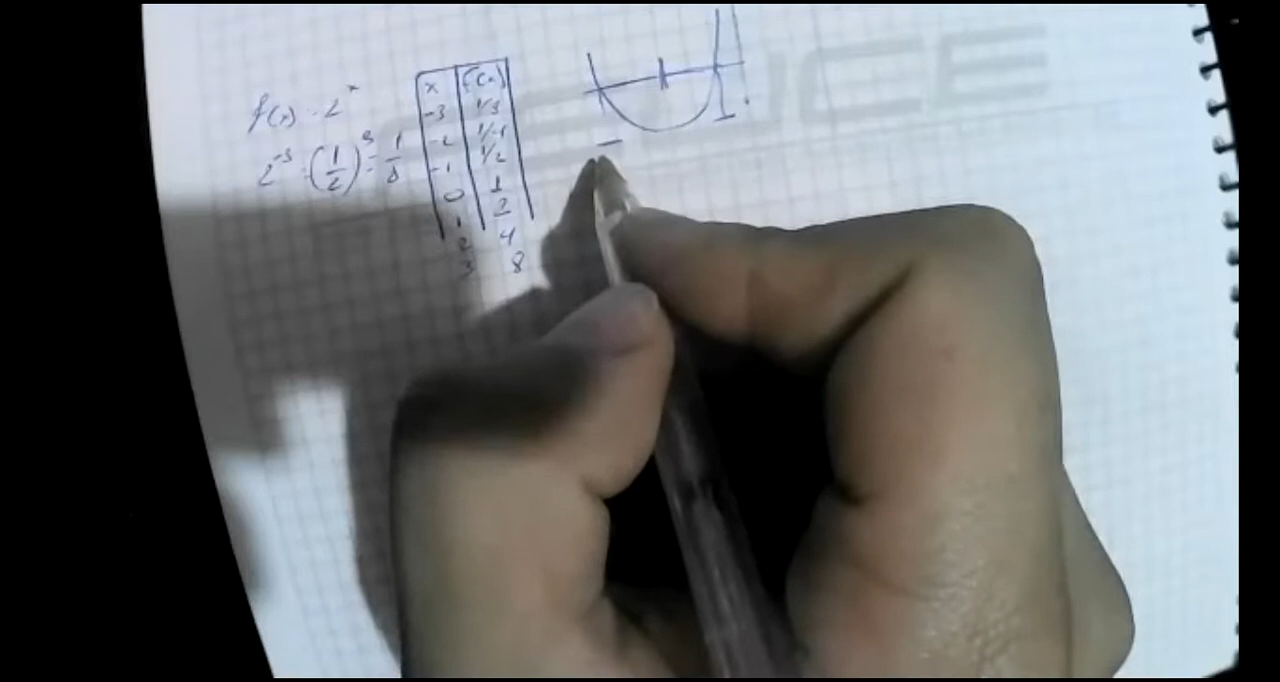 f(x) = 2^x
2^-3 = (1/2)^3 = 1/8
x f(x)
-3 1/3
-2 1/4
-1 1/2
0 1
1 2
2 4
3 8